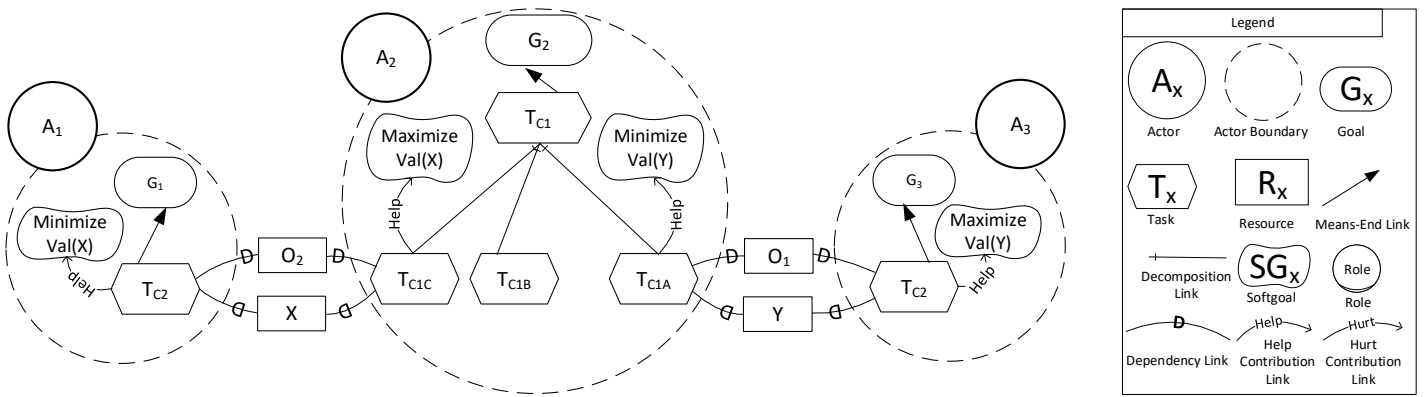 A1
G1
Minimize
Val(X)
Help
TC2
D
O2
D
D
X
D
A2
G2
TC1
Maximize
Val(X)
Minimize
Val(Y)
Help
Help
TC1C
TC1B
TC1A
D
O1
D
D
Y
D
A3
G3
Maximize
Val(Y)
TC2
Help
Legend
Ax
Gx
Actor
Actor Boundary
Goal
Tx
Rx
Task
Resource
Means-End Link
SGx
Role
Decomposition
Link
Softgoal
Role
D
Help
Hurt
Dependency Link
Help
Contribution
Link
Hurt
Contribution
Link